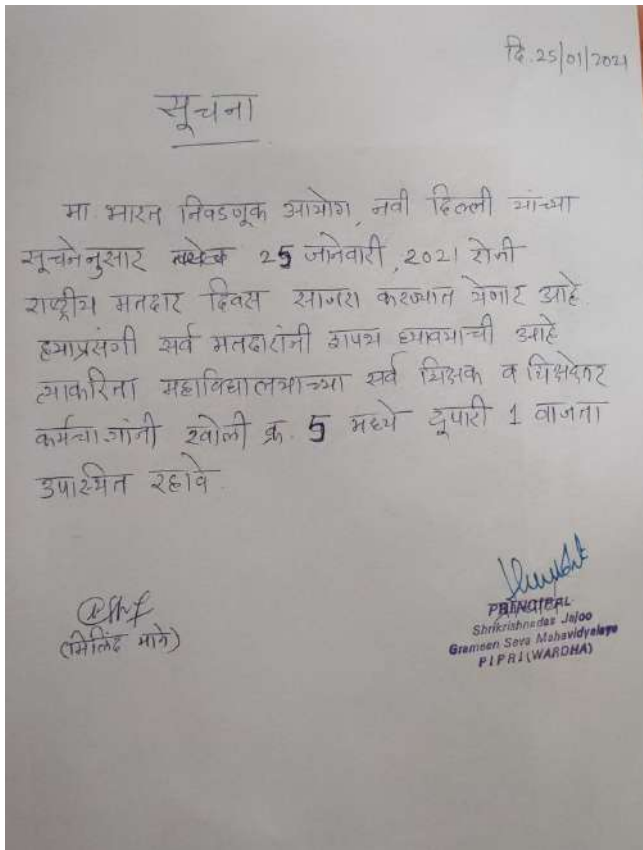 दि. 25/01/2021
सूचना
मा. भारत निवडणूक आयोग, नवी दिल्ली यांच्या
सूचनेनुसार 25 जानेवारी, 2021 रोजी
राष्ट्रीय मतदार दिवस साजरा करण्यात येणार आहे.
ह्याप्रसंगी सर्व मतदारांनी शपथ घ्यावयाची आहे
त्याकरिता महाविद्यालयाच्या सर्व शिक्षक व शिक्षकेतर
कर्मचाऱ्यांनी खोली क्र. 5 मध्ये दूपारी 1 वाजता
उपास्थित रहावे.
(मिलिंद माने)
PRINCIPAL
Shrikrishnadas Jajoo
Grameen Seva Mahavidyalaya
PIPRI (WARDHA)